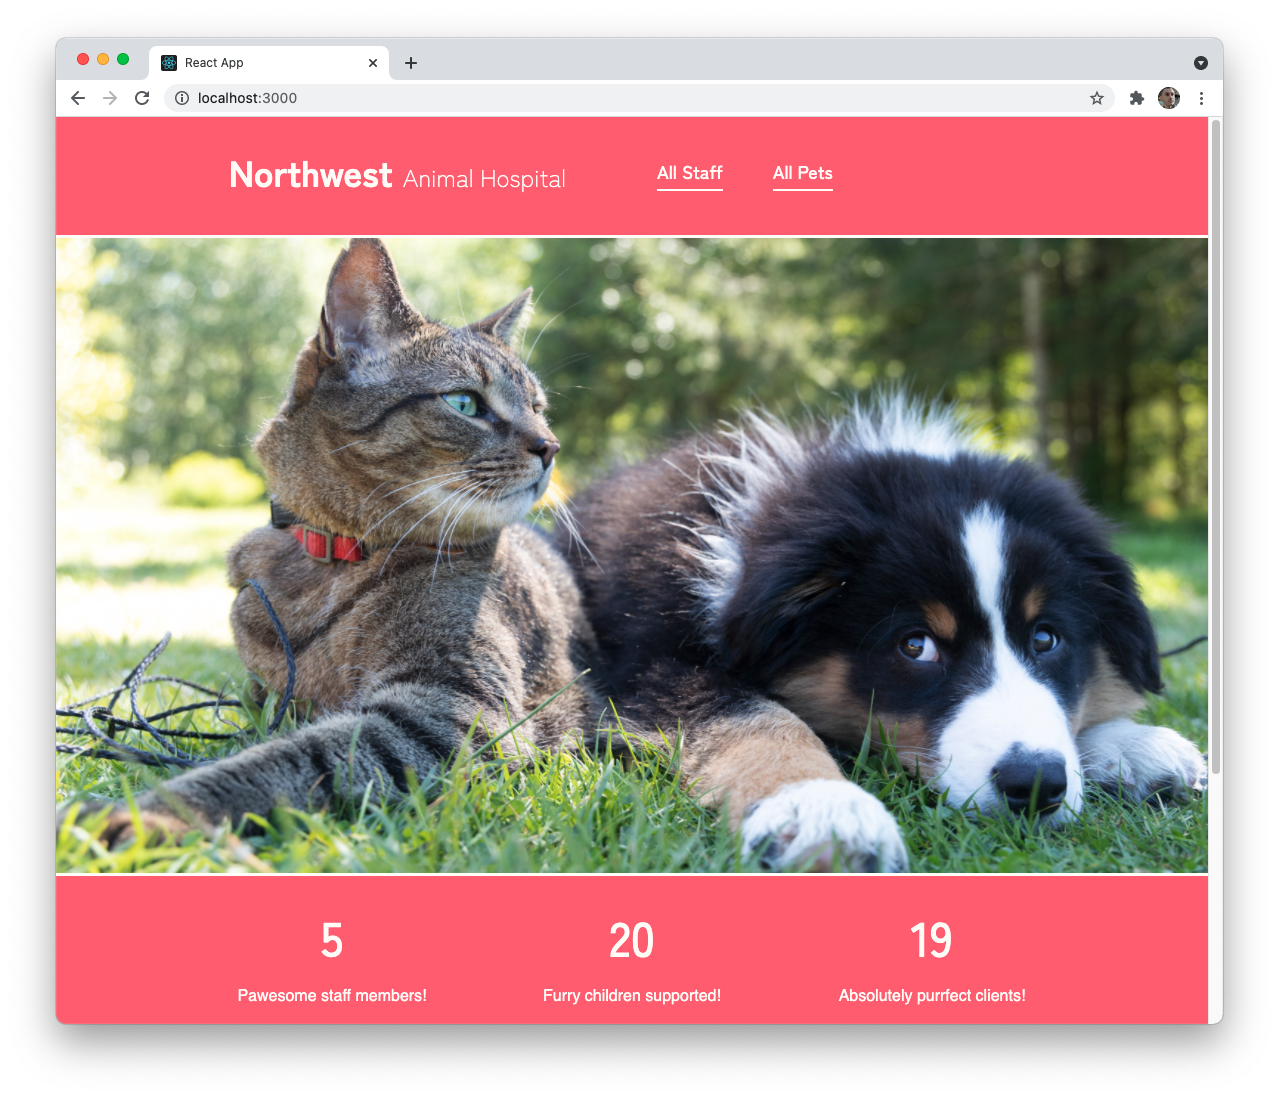 React App
localhost:3000
Northwest Animal Hospital
All Staff
All Pets
5
20
19
Pawesome staff members!
Furry children supported!
Absolutely purrfect clients!